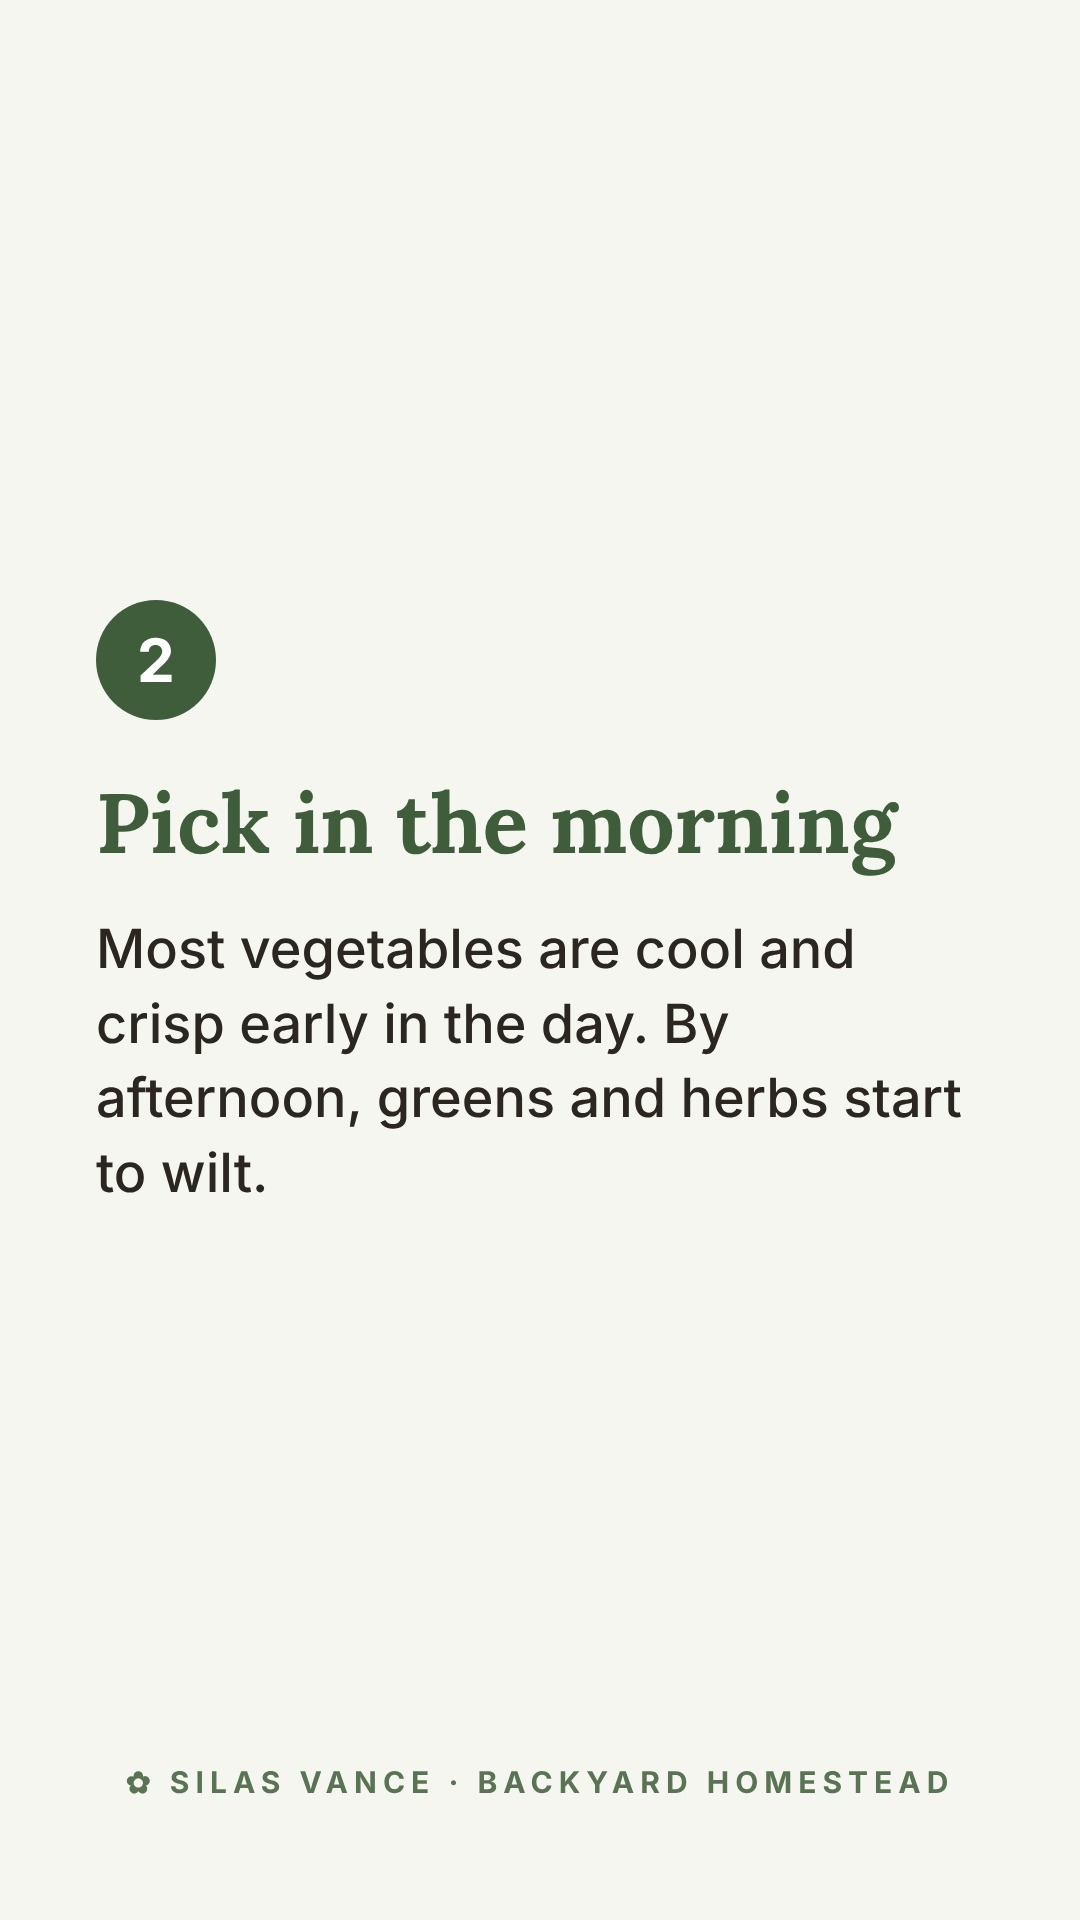 2
Pick in the morning
Most vegetables are cool and
crisp early in the day. By
afternoon, greens and herbs start
to wilt.
✿ SILAS VANCE · BACKYARD HOMESTEAD